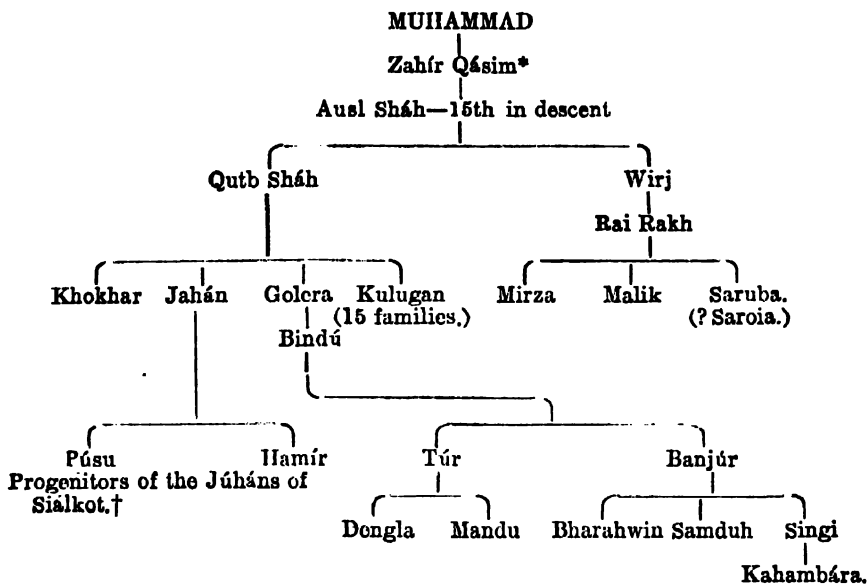 MUHAMMAD
Zahír Qásim*
Ausl Sháh—15th in descent
Qutb Sháh Wirj
Rai Rakh
Khokhar Jahán Golera Kulugan Mirza Malik Saruba.
(15 families.) (? Saroia.)
Bindú
Púsu Hamír Túr Banjúr
Progenitors of the Júháns of
Siálkot.†
Dongla Mandu Bharahwin Samduh Singi
Kahambára.